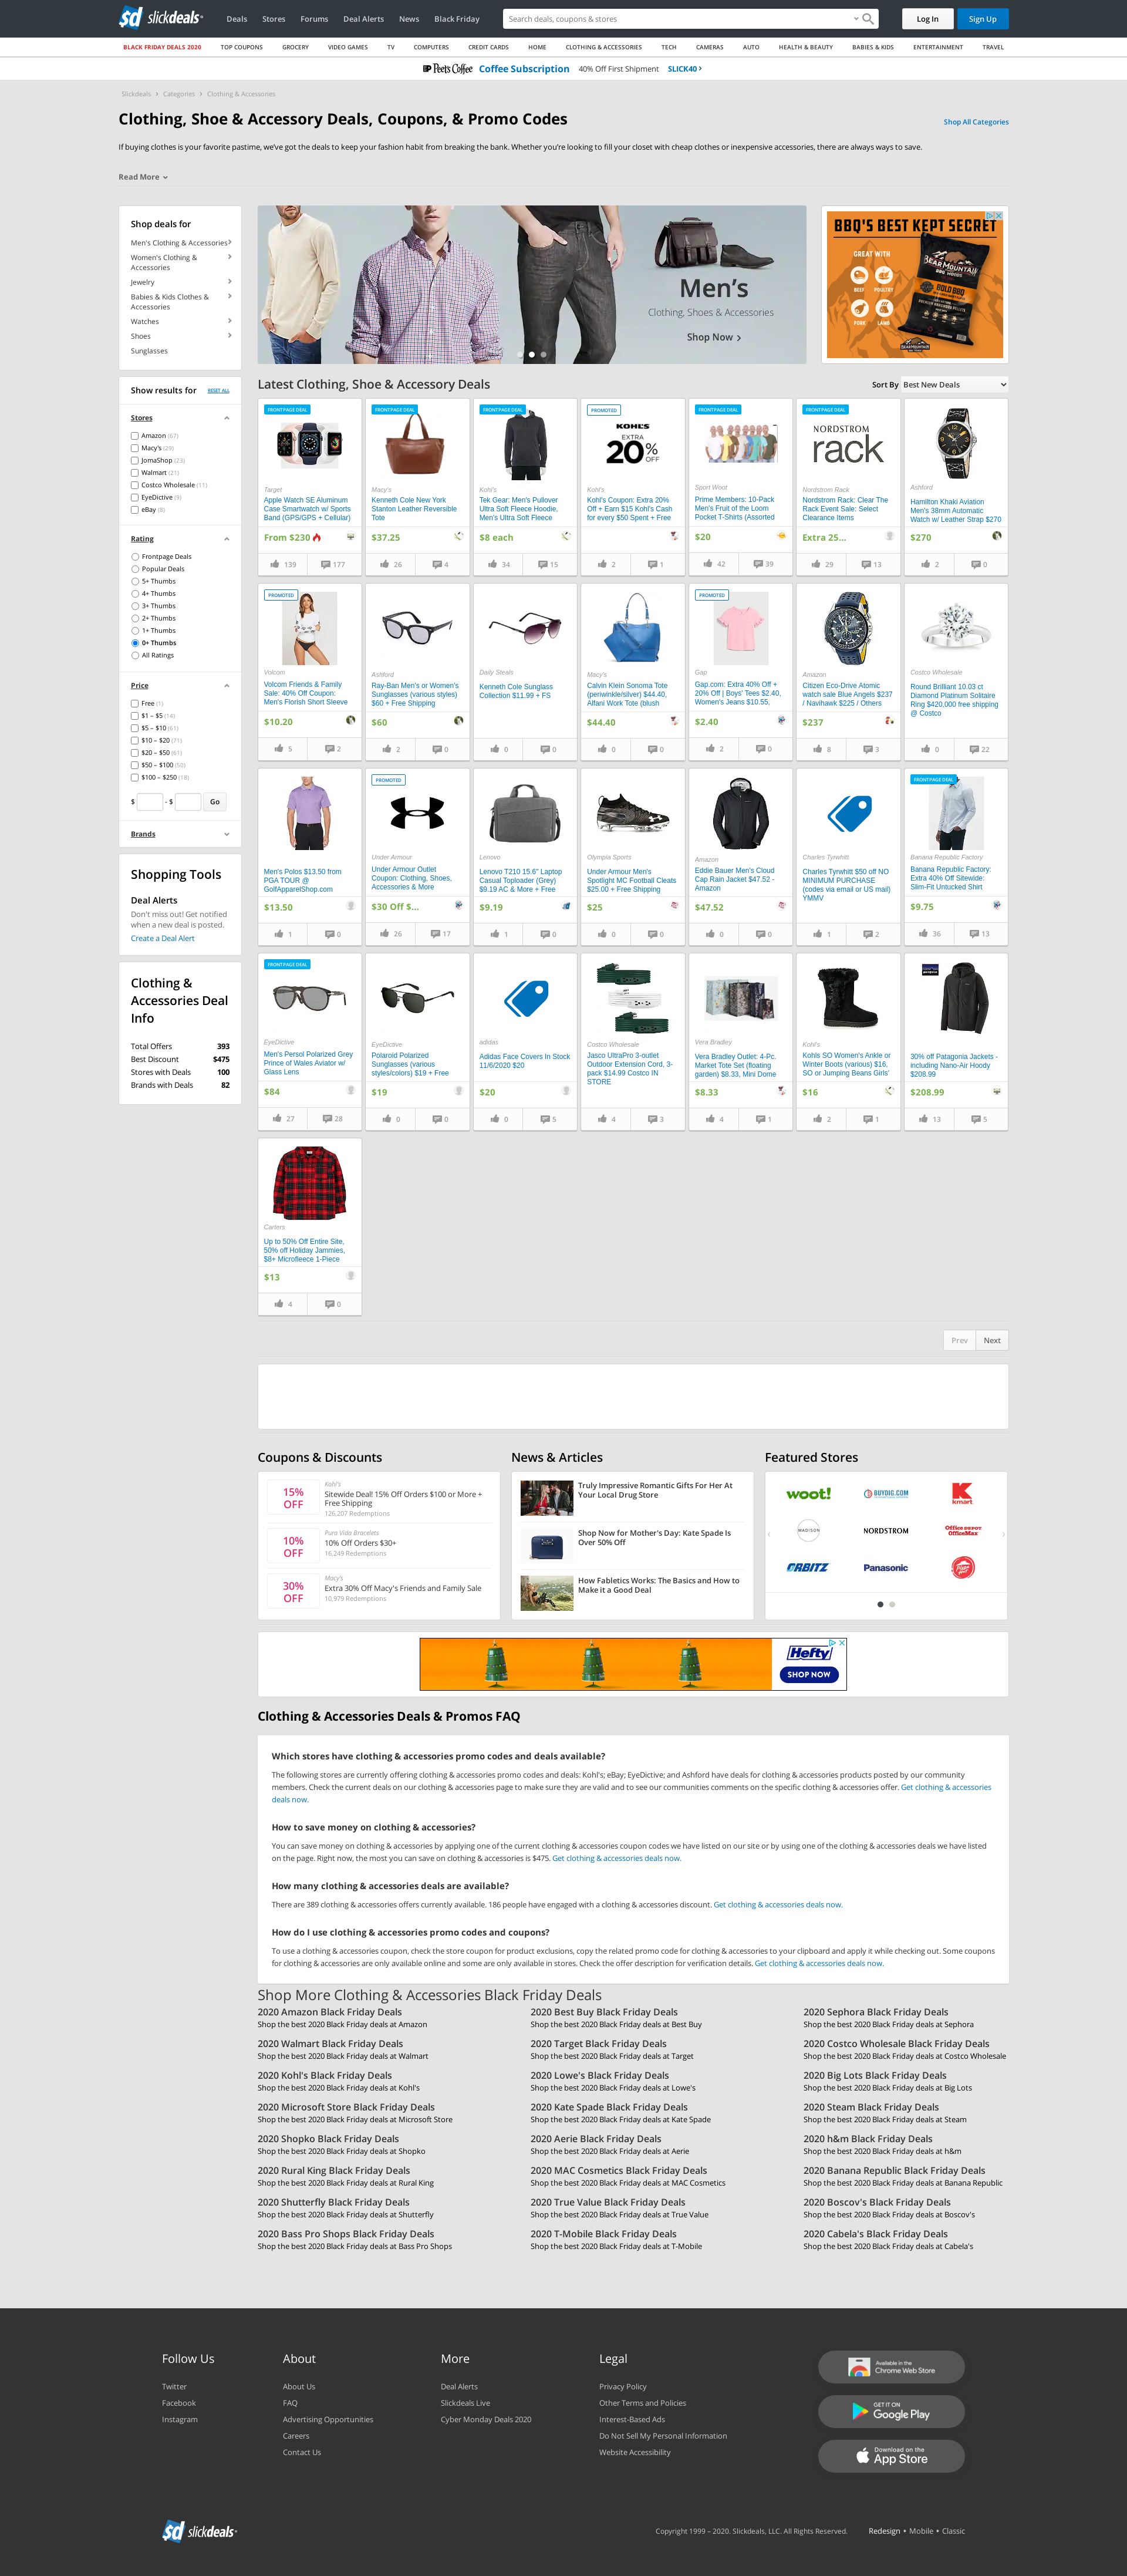 sd slickdeals
Deals Stores Forums Deal Alerts News Black Friday
Search deals, coupons & stores
Log In Sign Up
BLACK FRIDAY DEALS 2020 TOP COUPONS GROCERY VIDEO GAMES TV COMPUTERS CREDIT CARDS HOME CLOTHING & ACCESSORIES TECH CAMERAS AUTO HEALTH & BEAUTY BABIES & KIDS ENTERTAINMENT TRAVEL
Peet's Coffee Coffee Subscription 40% Off First Shipment SLICK40
Slickdeals Categories Clothing & Accessories
Clothing, Shoe & Accessory Deals, Coupons, & Promo Codes
Shop All Categories
If buying clothes is your favorite pastime, we've got the deals to keep your fashion habit from breaking the bank. Whether you're looking to fill your closet with cheap clothes or inexpensive accessories, there are always ways to save.
Read More
Shop deals for
Men's Clothing & Accessories
Women's Clothing &
Accessories
Jewelry
Babies & Kids Clothes &
Accessories
Watches
Shoes
Sunglasses
Men's
Clothing, Shoes & Accessories
Shop Now
BBQ'S BEST KEPT SECRET
GREAT WITH
BEEF POULTRY
PORK LAMB
BEAR MOUNTAIN
BBQ WOODS
GOLD BBQ
BEAR MOUNTAIN
Show results for RESET ALL
Stores
Amazon (67)
Macy's (29)
JomaShop (23)
Walmart (21)
Costco Wholesale (11)
EyeDictive (9)
eBay (8)
Rating
Frontpage Deals
Popular Deals
5+ Thumbs
4+ Thumbs
3+ Thumbs
2+ Thumbs
1+ Thumbs
0+ Thumbs
All Ratings
Price
Free (1)
$1 – $5 (14)
$5 – $10 (61)
$10 – $20 (71)
$20 – $50 (61)
$50 – $100 (50)
$100 – $250 (18)
$ - $ Go
Brands
Shopping Tools
Deal Alerts
Don't miss out! Get notified
when a new deal is posted.
Create a Deal Alert
Clothing &
Accessories Deal
Info
Total Offers 393
Best Discount $475
Stores with Deals 100
Brands with Deals 82
Latest Clothing, Shoe & Accessory Deals
Sort By Best New Deals
FRONTPAGE DEAL
Target
Apple Watch SE Aluminum
Case Smartwatch w/ Sports
Band (GPS/GPS + Cellular)
From $230
139 177
FRONTPAGE DEAL
Macy's
Kenneth Cole New York
Stanton Leather Reversible
Tote
$37.25
26 4
FRONTPAGE DEAL
Kohl's
Tek Gear: Men's Pullover
Ultra Soft Fleece Hoodie,
Men's Ultra Soft Fleece
$8 each
34 15
PROMOTED
KOHL'S
EXTRA
20% OFF
Kohl's
Kohl's Coupon: Extra 20%
Off + Earn $15 Kohl's Cash
for every $50 Spent + Free
2 1
FRONTPAGE DEAL
Sport Woot
Prime Members: 10-Pack
Men's Fruit of the Loom
Pocket T-Shirts (Assorted
$20
42 39
FRONTPAGE DEAL
NORDSTROM
rack
Nordstrom Rack
Nordstrom Rack: Clear The
Rack Event Sale: Select
Clearance Items
Extra 25...
29 13
Ashford
Hamilton Khaki Aviation
Men's 38mm Automatic
Watch w/ Leather Strap $270
$270
2 0
PROMOTED
Volcom
Volcom Friends & Family
Sale: 40% Off Coupon:
Men's Florish Short Sleeve
$10.20
5 2
Ashford
Ray-Ban Men's or Women's
Sunglasses (various styles)
$60 + Free Shipping
$60
2 0
Daily Steals
Kenneth Cole Sunglass
Collection $11.99 + FS
0 0
Macy's
Calvin Klein Sonoma Tote
(periwinkle/silver) $44.40,
Alfani Work Tote (blush
$44.40
0 0
PROMOTED
Gap
Gap.com: Extra 40% Off +
20% Off | Boys' Tees $2.40,
Women's Jeans $10.55,
$2.40
2 0
Amazon
Citizen Eco-Drive Atomic
watch sale Blue Angels $237
/ Navihawk $225 / Others
$237
8 3
Costco Wholesale
Round Brilliant 10.03 ct
Diamond Platinum Solitaire
Ring $420,000 free shipping
@ Costco
0 22
Men's Polos $13.50 from
PGA TOUR @
GolfApparelShop.com
$13.50
1 0
PROMOTED
Under Armour
Under Armour Outlet
Coupon: Clothing, Shoes,
Accessories & More
$30 Off $...
26 17
Lenovo
Lenovo T210 15.6" Laptop
Casual Toploader (Grey)
$9.19 AC & More + Free
$9.19
1 0
Olympia Sports
Under Armour Men's
Spotlight MC Football Cleats
$25.00 + Free Shipping
$25
0 0
Amazon
Eddie Bauer Men's Cloud
Cap Rain Jacket $47.52 -
Amazon
$47.52
0 0
Charles Tyrwhitt
Charles Tyrwhitt $50 off NO
MINIMUM PURCHASE
(codes via email or US mail)
YMMV
1 2
FRONTPAGE DEAL
Banana Republic Factory
Banana Republic Factory:
Extra 40% Off Sitewide:
Slim-Fit Untucked Shirt
$9.75
36 13
FRONTPAGE DEAL
EyeDictive
Men's Persol Polarized Grey
Prince of Wales Aviator w/
Glass Lens
$84
27 28
EyeDictive
Polaroid Polarized
Sunglasses (various
styles/colors) $19 + Free
$19
0 0
adidas
Adidas Face Covers In Stock
11/6/2020 $20
$20
0 5
Costco Wholesale
Jasco UltraPro 3-outlet
Outdoor Extension Cord, 3-
pack $14.99 Costco IN
STORE
4 3
Vera Bradley
Vera Bradley Outlet: 4-Pc.
Market Tote Set (floating
garden) $8.33, Mini Dome
$8.33
4 1
Kohl's
Kohls SO Women's Ankle or
Winter Boots (various) $16,
SO or Jumping Beans Girls'
$16
2 1
30% off Patagonia Jackets -
including Nano-Air Hoody
$208.99
$208.99
13 5
Carters
Up to 50% Off Entire Site,
50% off Holiday Jammies,
$8+ Microfleece 1-Piece
$13
4 0
Prev Next
Coupons & Discounts
15% OFF
Kohl's
Sitewide Deal! 15% Off Orders $100 or More +
Free Shipping
126,207 Redemptions
10% OFF
Pura Vida Bracelets
10% Off Orders $30+
16,249 Redemptions
30% OFF
Macy's
Extra 30% Off Macy's Friends and Family Sale
10,979 Redemptions
News & Articles
Truly Impressive Romantic Gifts For Her At
Your Local Drug Store
Shop Now for Mother's Day: Kate Spade Is
Over 50% Off
How Fabletics Works: The Basics and How to
Make it a Good Deal
Featured Stores
woot! BUYDIG.COM kmart
MADISON NORDSTROM Office DEPOT OfficeMax
ORBITZ Panasonic
Hefty
SHOP NOW
Clothing & Accessories Deals & Promos FAQ
Which stores have clothing & accessories promo codes and deals available?
The following stores are currently offering clothing & accessories promo codes and deals: Kohl's; eBay; EyeDictive; and Ashford have deals for clothing & accessories products posted by our community
members. Check the current deals on our clothing & accessories page to make sure they are valid and to see our communities comments on the specific clothing & accessories offer. Get clothing & accessories
deals now.
How to save money on clothing & accessories?
You can save money on clothing & accessories by applying one of the current clothing & accessories coupon codes we have listed on our site or by using one of the clothing & accessories deals we have listed
on the page. Right now, the most you can save on clothing & accessories is $475. Get clothing & accessories deals now.
How many clothing & accessories deals are available?
There are 389 clothing & accessories offers currently available. 186 people have engaged with a clothing & accessories discount. Get clothing & accessories deals now.
How do I use clothing & accessories promo codes and coupons?
To use a clothing & accessories coupon, check the store coupon for product exclusions, copy the related promo code for clothing & accessories to your clipboard and apply it while checking out. Some coupons
for clothing & accessories are only available online and some are only available in stores. Check the offer description for verification details. Get clothing & accessories deals now.
Shop More Clothing & Accessories Black Friday Deals
2020 Amazon Black Friday Deals 2020 Best Buy Black Friday Deals 2020 Sephora Black Friday Deals
Shop the best 2020 Black Friday deals at Amazon Shop the best 2020 Black Friday deals at Best Buy Shop the best 2020 Black Friday deals at Sephora
2020 Walmart Black Friday Deals 2020 Target Black Friday Deals 2020 Costco Wholesale Black Friday Deals
Shop the best 2020 Black Friday deals at Walmart Shop the best 2020 Black Friday deals at Target Shop the best 2020 Black Friday deals at Costco Wholesale
2020 Kohl's Black Friday Deals 2020 Lowe's Black Friday Deals 2020 Big Lots Black Friday Deals
Shop the best 2020 Black Friday deals at Kohl's Shop the best 2020 Black Friday deals at Lowe's Shop the best 2020 Black Friday deals at Big Lots
2020 Microsoft Store Black Friday Deals 2020 Kate Spade Black Friday Deals 2020 Steam Black Friday Deals
Shop the best 2020 Black Friday deals at Microsoft Store Shop the best 2020 Black Friday deals at Kate Spade Shop the best 2020 Black Friday deals at Steam
2020 Shopko Black Friday Deals 2020 Aerie Black Friday Deals 2020 h&m Black Friday Deals
Shop the best 2020 Black Friday deals at Shopko Shop the best 2020 Black Friday deals at Aerie Shop the best 2020 Black Friday deals at h&m
2020 Rural King Black Friday Deals 2020 MAC Cosmetics Black Friday Deals 2020 Banana Republic Black Friday Deals
Shop the best 2020 Black Friday deals at Rural King Shop the best 2020 Black Friday deals at MAC Cosmetics Shop the best 2020 Black Friday deals at Banana Republic
2020 Shutterfly Black Friday Deals 2020 True Value Black Friday Deals 2020 Boscov's Black Friday Deals
Shop the best 2020 Black Friday deals at Shutterfly Shop the best 2020 Black Friday deals at True Value Shop the best 2020 Black Friday deals at Boscov's
2020 Bass Pro Shops Black Friday Deals 2020 T-Mobile Black Friday Deals 2020 Cabela's Black Friday Deals
Shop the best 2020 Black Friday deals at Bass Pro Shops Shop the best 2020 Black Friday deals at T-Mobile Shop the best 2020 Black Friday deals at Cabela's
Follow Us
Twitter
Facebook
Instagram
About
About Us
FAQ
Advertising Opportunities
Careers
Contact Us
More
Deal Alerts
Slickdeals Live
Cyber Monday Deals 2020
Legal
Privacy Policy
Other Terms and Policies
Interest-Based Ads
Do Not Sell My Personal Information
Website Accessibility
Available in the
Chrome Web Store
GET IT ON
Google Play
Download on the
App Store
sd slickdeals
Copyright 1999 – 2020. Slickdeals, LLC. All Rights Reserved. Redesign • Mobile • Classic